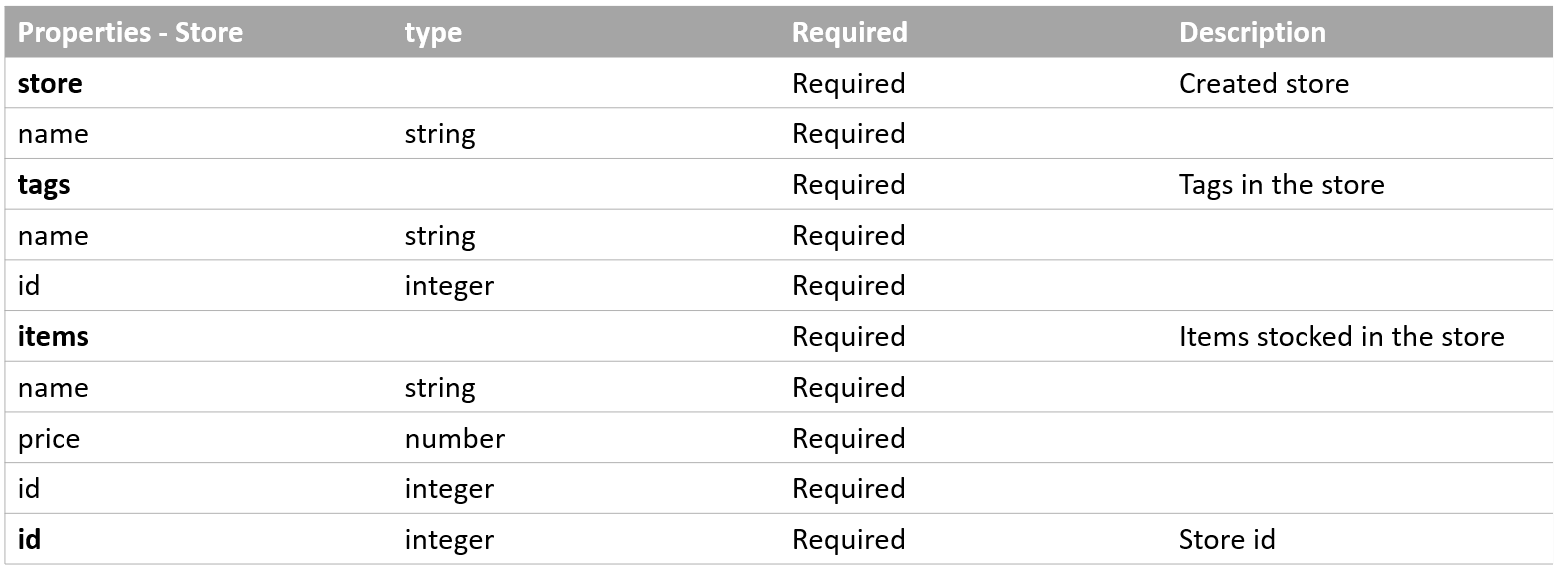 Properties - Store type Required Description
store Required Created store
name string Required
tags Required Tags in the store
name string Required
id integer Required
items Required Items stocked in the store
name string Required
price number Required
id integer Required
id integer Required Store id